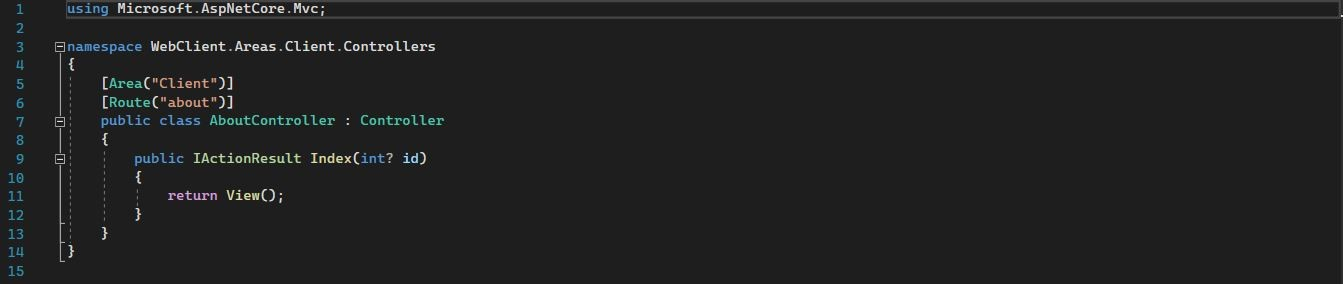 1 using Microsoft.AspNetCore.Mvc;
2
3 namespace WebClient.Areas.Client.Controllers
4 {
5 [Area("Client")]
6 [Route("about")]
7 public class AboutController : Controller
8 {
9 public IActionResult Index(int? id)
10 {
11 return View();
12 }
13 }
14 }
15